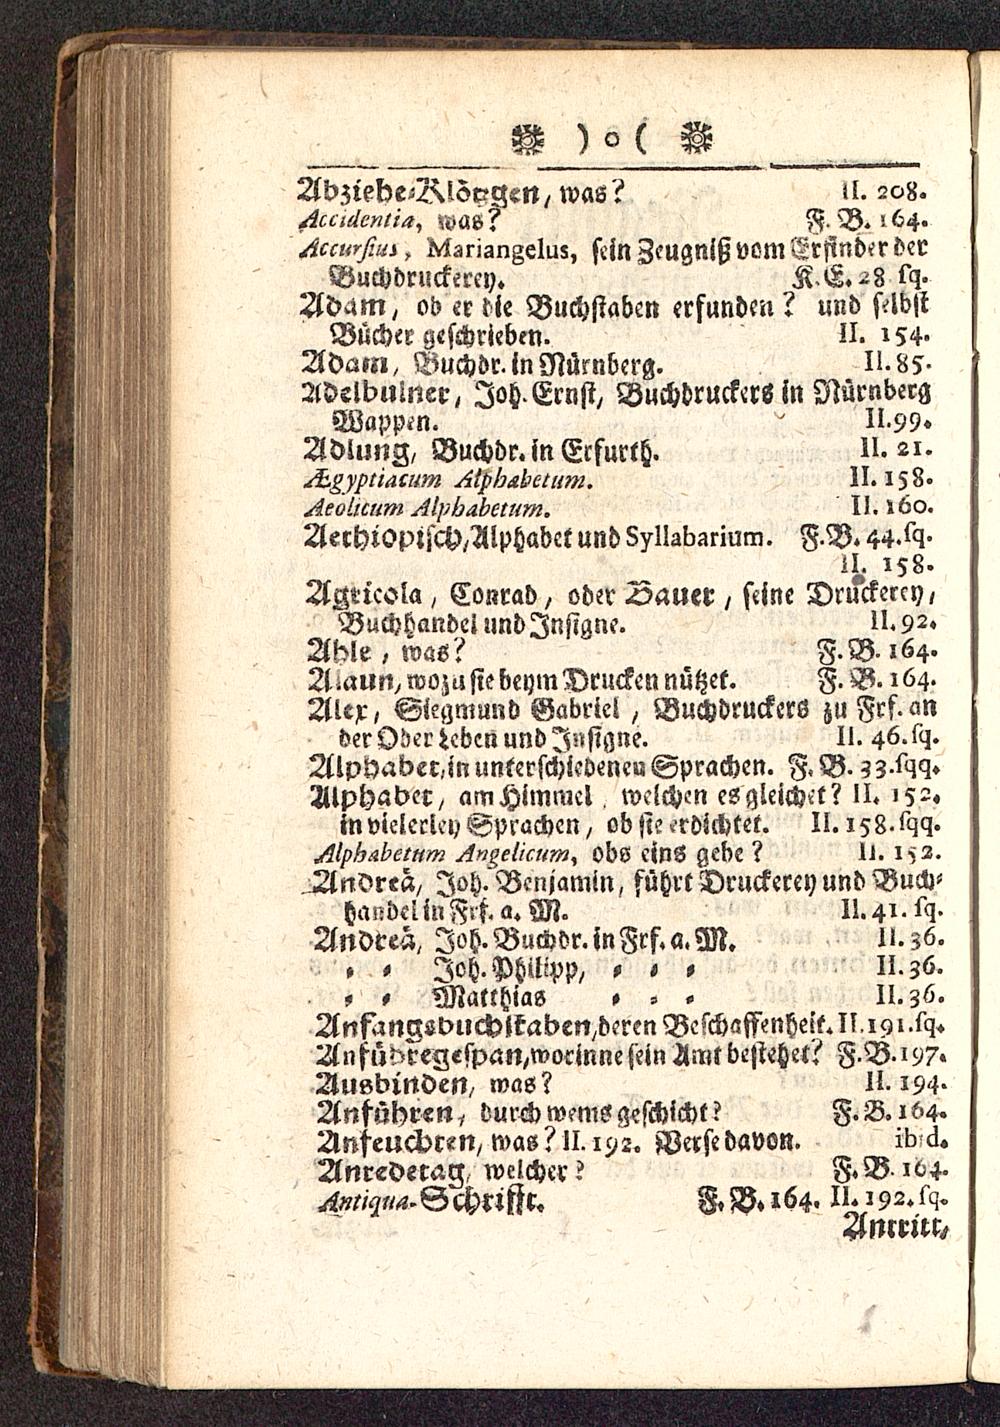 ❋ ) o ( ❋
Abziehe⸗Klötzgen, was? II. 208.
Accidentia, was? F. B. 164.
Accursius, Mariangelus, sein Zeugniß vom Erfinder der
Buchdruckerey. K. E. 28 sq.
Adam, ob er die Buchstaben erfunden? und selbst
Bücher geschrieben. II. 154.
Adam, Buchdr. in Nürnberg. II. 85.
Adelbulner, Joh. Ernst, Buchdruckers in Nürnberg
Wappen. II. 99.
Adlung, Buchdr. in Erfurth. II. 21.
Ægyptiacum Alphabetum. II. 158.
Aeolicum Alphabetum. II. 160.
Aethiopisch, Alphabet und Syllabarium. F. B. 44. sq.
II. 158.
Agricola, Conrad, oder Bauer, seine Druckerey,
Buchhandel und Insigne. II. 92.
Ahle, was? F. B. 164.
Alaun, wozu sie beym Drucken nützet. F. B. 164.
Alex, Siegmund Gabriel, Buchdruckers zu Frf. an
der Oder Leben und Insigne. II. 46. sq.
Alphabet, in unterschiedenen Sprachen. F. B. 33. sqq.
Alphabet, am Himmel, welchen es gleichet? II. 152.
in vielerley Sprachen, ob sie erdichtet. II. 158. sqq.
Alphabetum Angelicum, obs eins gebe? II. 152.
Andreä, Joh. Benjamin, führt Druckerey und Buch⸗
handel in Frf. a. M. II. 41. sq.
Andreä, Joh. Buchdr. in Frf. a. M. II. 36.
⸗ ⸗ Joh. Philipp, ⸗ ⸗ ⸗ II. 36.
⸗ ⸗ Matthias ⸗ ⸗ ⸗ II. 36.
Anfangsbuchstaben, deren Beschaffenheit. II. 191. sq.
Anführegespan, worinne sein Amt bestehet? F. B. 197.
Ausbinden, was? II. 194.
Anführen, durch wems geschicht? F. B. 164.
Anfeuchten, was? II. 192. Verse davon. ibid.
Anredetag, welcher? F. B. 164.
Antiqua-Schrifft. F. B. 164. II. 192. sq.
Antritt,